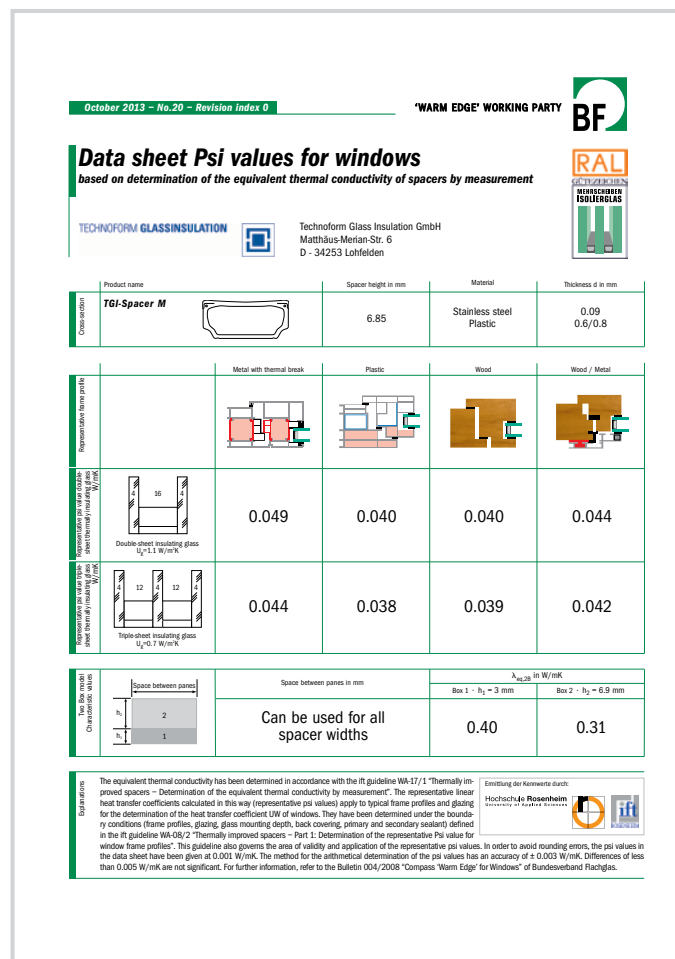 October 2013 – No.20 – Revision index 0
'WARM EDGE' WORKING PARTY
BF
Data sheet Psi values for windows
based on determination of the equivalent thermal conductivity of spacers by measurement
RAL
GÜTEZEICHEN
MEHRSCHEIBEN
ISOLIERGLAS
TECHNOFORM GLASSINSULATION
Technoform Glass Insulation GmbH
Matthäus-Merian-Str. 6
D - 34253 Lohfelden
Product name
Spacer height in mm
Material
Thickness d in mm
Cross-section
TGI-Spacer M
6.85
Stainless steel
Plastic
0.09
0.6/0.8
Metal with thermal break
Plastic
Wood
Wood / Metal
Representative frame profile
Representative psi value double-
sheet thermally insulating glass
W/mK
4 16 4
Double-sheet insulating glass
Ug=1.1 W/m²K
0.049
0.040
0.040
0.044
Representative psi value triple-
sheet thermally insulating glass
W/mK
4 12 4 12 4
Triple-sheet insulating glass
Ug=0.7 W/m²K
0.044
0.038
0.039
0.042
Two Box model
Characteristic values
Space between panes
h2
2
h1
1
Space between panes in mm
Can be used for all
spacer widths
λeq,2B in W/mK
Box 1 · h1 = 3 mm
Box 2 · h2 = 6.9 mm
0.40
0.31
Explanations
The equivalent thermal conductivity has been determined in accordance with the ift guideline WA-17/1 "Thermally im-
proved spacers – Determination of the equivalent thermal conductivity by measurement". The representative linear
heat transfer coefficients calculated in this way (representative psi values) apply to typical frame profiles and glazing
for the determination of the heat transfer coefficient UW of windows. They have been determined under the bounda-
ry conditions (frame profiles, glazing, glass mounting depth, back covering, primary and secondary sealant) defined
in the ift guideline WA-08/2 "Thermally improved spacers – Part 1: Determination of the representative Psi value for
window frame profiles". This guideline also governs the area of validity and application of the representative psi values. In order to avoid rounding errors, the psi values in
the data sheet have been given at 0.001 W/mK. The method for the arithmetical determination of the psi values has an accuracy of ± 0.003 W/mK. Differences of less
than 0.005 W/mK are not significant. For further information, refer to the Bulletin 004/2008 "Compass 'Warm Edge' for Windows" of Bundesverband Flachglas.
Ermittlung der Kennwerte durch:
Hochschule Rosenheim
University of Applied Sciences
ift